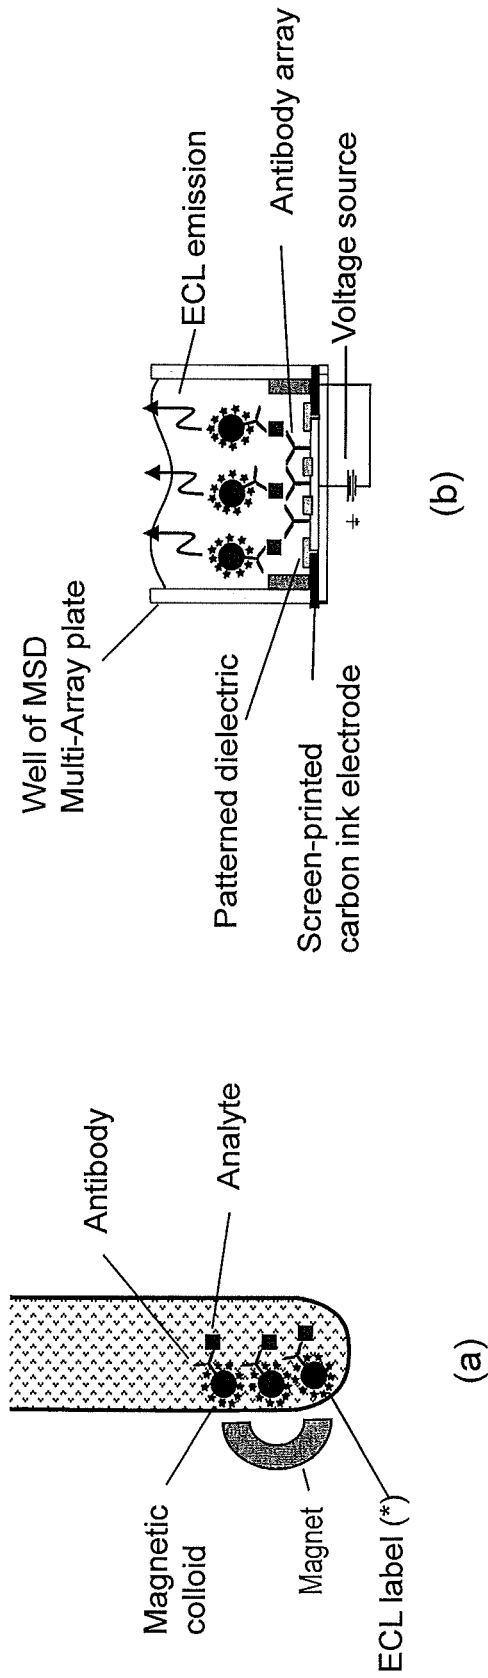 Magnetic
colloid
Antibody
Analyte
Magnet
ECL label (*)
(a)
Well of MSD
Multi-Array plate
ECL emission
Patterned dielectric
Antibody array
Screen-printed
carbon ink electrode
Voltage source
(b)